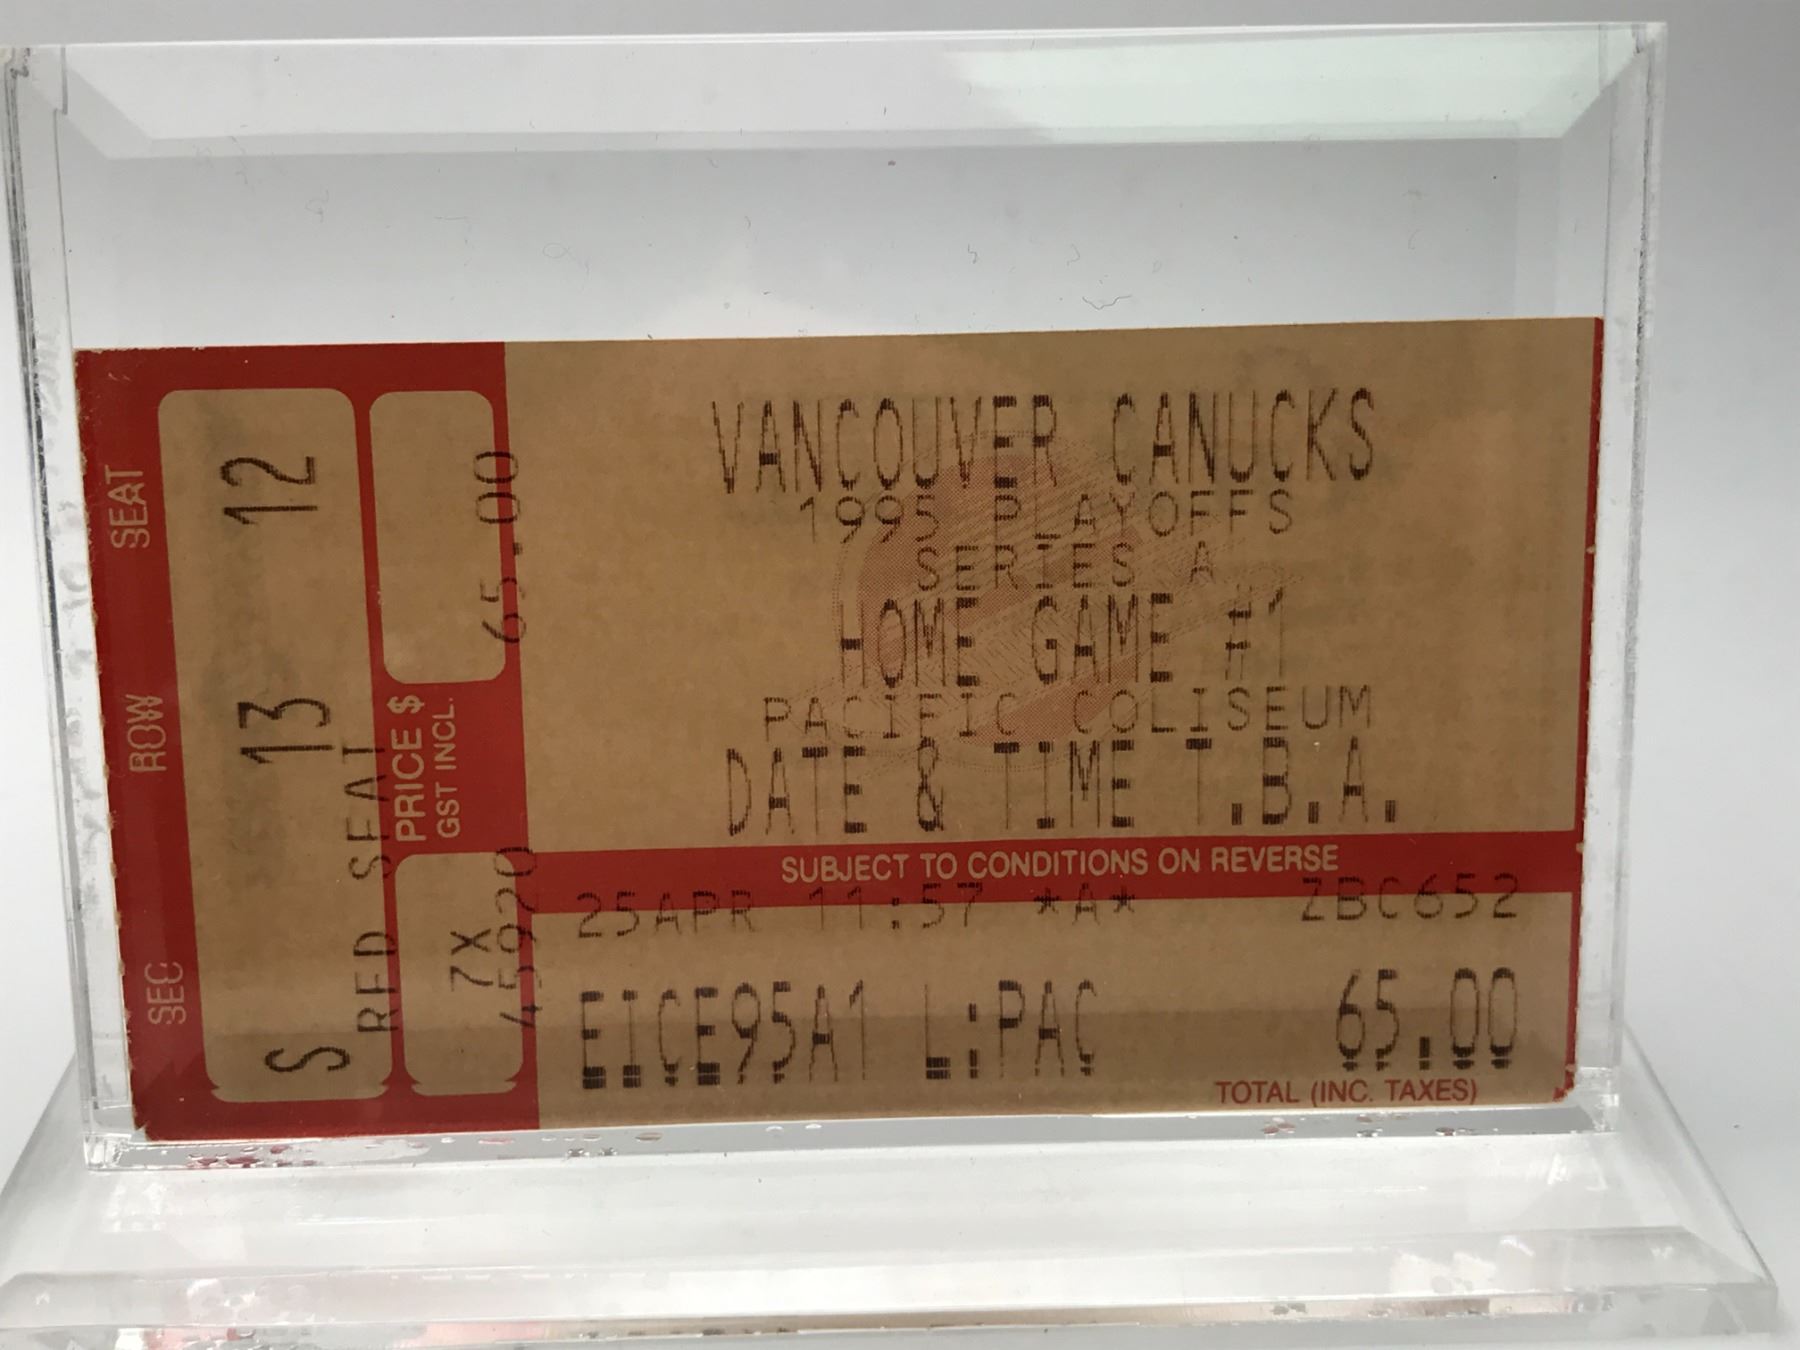 SEAT 12
ROW 13
SEC S
RED SEAT
65.00
PRICE $
GST INCL.
7X
45920
VANCOUVER CANUCKS
1995 PLAYOFFS
SERIES A
HOME GAME #1
PACIFIC COLISEUM
DATE & TIME T.B.A.
SUBJECT TO CONDITIONS ON REVERSE
25APR 11:57 *A* ZBC652
EICE95A1 L:PAC 65.00
TOTAL (INC. TAXES)